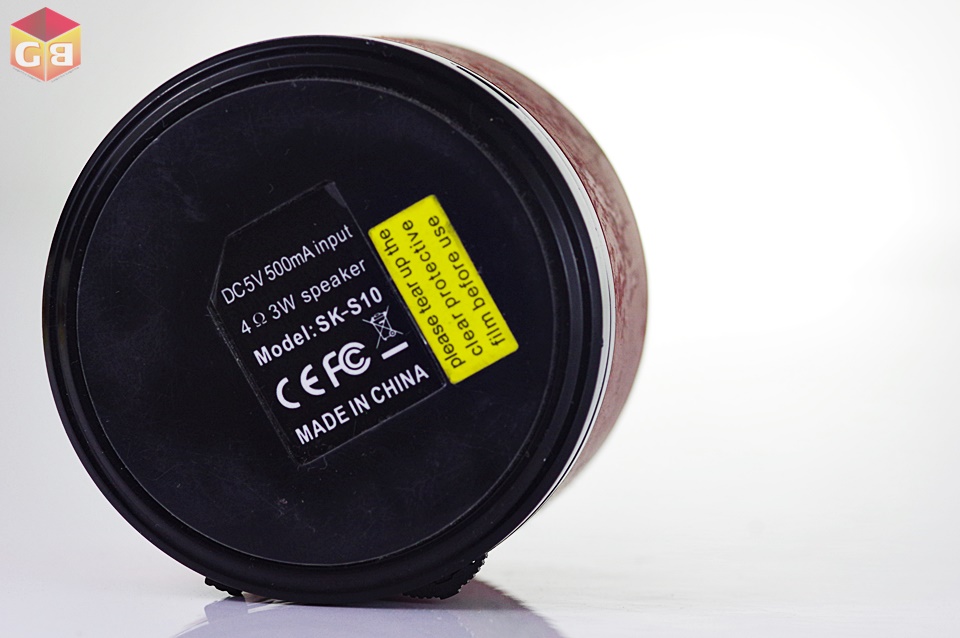 GB
DC5V 500mA input
4Ω 3W speaker
Model:SK-S10
CE FC
MADE IN CHINA
please tear up the
clear protective
film before use